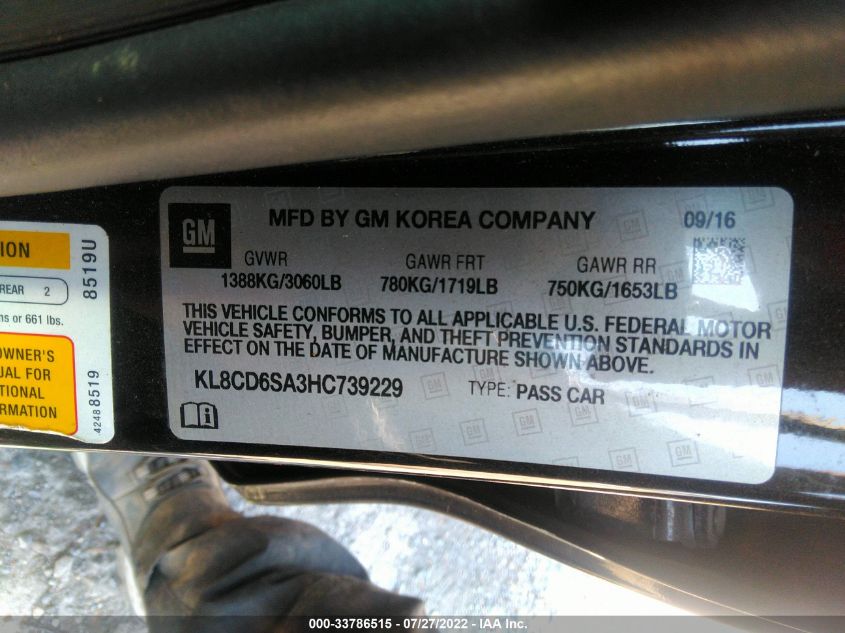 GM
MFD BY GM KOREA COMPANY 09/16
GVWR GAWR FRT GAWR RR
1388KG/3060LB 780KG/1719LB 750KG/1653LB
THIS VEHICLE CONFORMS TO ALL APPLICABLE U.S. FEDERAL MOTOR
VEHICLE SAFETY, BUMPER, AND THEFT PREVENTION STANDARDS IN
EFFECT ON THE DATE OF MANUFACTURE SHOWN ABOVE.
KL8CD6SA3HC739229 TYPE: PASS CAR
ION
REAR 2
ns or 661 lbs.
OWNER'S
UAL FOR
TIONAL
FORMATION
8519U
42488519
000-33786515 / 07/27/2022 / IAA, Inc.